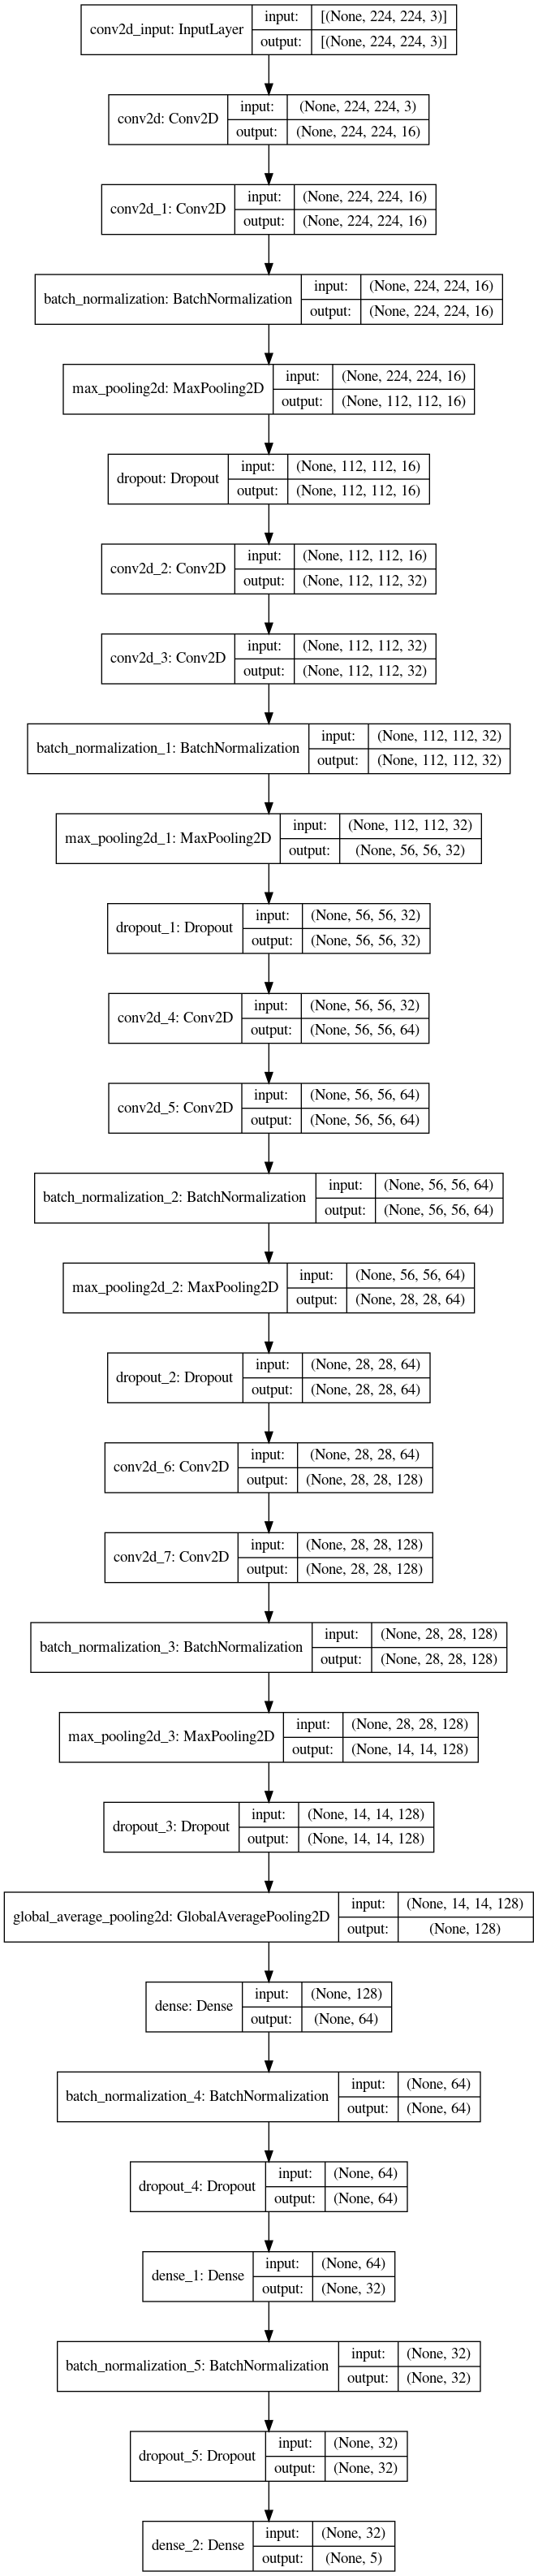 conv2d_input: InputLayer
input: [(None, 224, 224, 3)]
output: [(None, 224, 224, 3)]
conv2d: Conv2D
input: (None, 224, 224, 3)
output: (None, 224, 224, 16)
conv2d_1: Conv2D
input: (None, 224, 224, 16)
output: (None, 224, 224, 16)
batch_normalization: BatchNormalization
input: (None, 224, 224, 16)
output: (None, 224, 224, 16)
max_pooling2d: MaxPooling2D
input: (None, 224, 224, 16)
output: (None, 112, 112, 16)
dropout: Dropout
input: (None, 112, 112, 16)
output: (None, 112, 112, 16)
conv2d_2: Conv2D
input: (None, 112, 112, 16)
output: (None, 112, 112, 32)
conv2d_3: Conv2D
input: (None, 112, 112, 32)
output: (None, 112, 112, 32)
batch_normalization_1: BatchNormalization
input: (None, 112, 112, 32)
output: (None, 112, 112, 32)
max_pooling2d_1: MaxPooling2D
input: (None, 112, 112, 32)
output: (None, 56, 56, 32)
dropout_1: Dropout
input: (None, 56, 56, 32)
output: (None, 56, 56, 32)
conv2d_4: Conv2D
input: (None, 56, 56, 32)
output: (None, 56, 56, 64)
conv2d_5: Conv2D
input: (None, 56, 56, 64)
output: (None, 56, 56, 64)
batch_normalization_2: BatchNormalization
input: (None, 56, 56, 64)
output: (None, 56, 56, 64)
max_pooling2d_2: MaxPooling2D
input: (None, 56, 56, 64)
output: (None, 28, 28, 64)
dropout_2: Dropout
input: (None, 28, 28, 64)
output: (None, 28, 28, 64)
conv2d_6: Conv2D
input: (None, 28, 28, 64)
output: (None, 28, 28, 128)
conv2d_7: Conv2D
input: (None, 28, 28, 128)
output: (None, 28, 28, 128)
batch_normalization_3: BatchNormalization
input: (None, 28, 28, 128)
output: (None, 28, 28, 128)
max_pooling2d_3: MaxPooling2D
input: (None, 28, 28, 128)
output: (None, 14, 14, 128)
dropout_3: Dropout
input: (None, 14, 14, 128)
output: (None, 14, 14, 128)
global_average_pooling2d: GlobalAveragePooling2D
input: (None, 14, 14, 128)
output: (None, 128)
dense: Dense
input: (None, 128)
output: (None, 64)
batch_normalization_4: BatchNormalization
input: (None, 64)
output: (None, 64)
dropout_4: Dropout
input: (None, 64)
output: (None, 64)
dense_1: Dense
input: (None, 64)
output: (None, 32)
batch_normalization_5: BatchNormalization
input: (None, 32)
output: (None, 32)
dropout_5: Dropout
input: (None, 32)
output: (None, 32)
dense_2: Dense
input: (None, 32)
output: (None, 5)